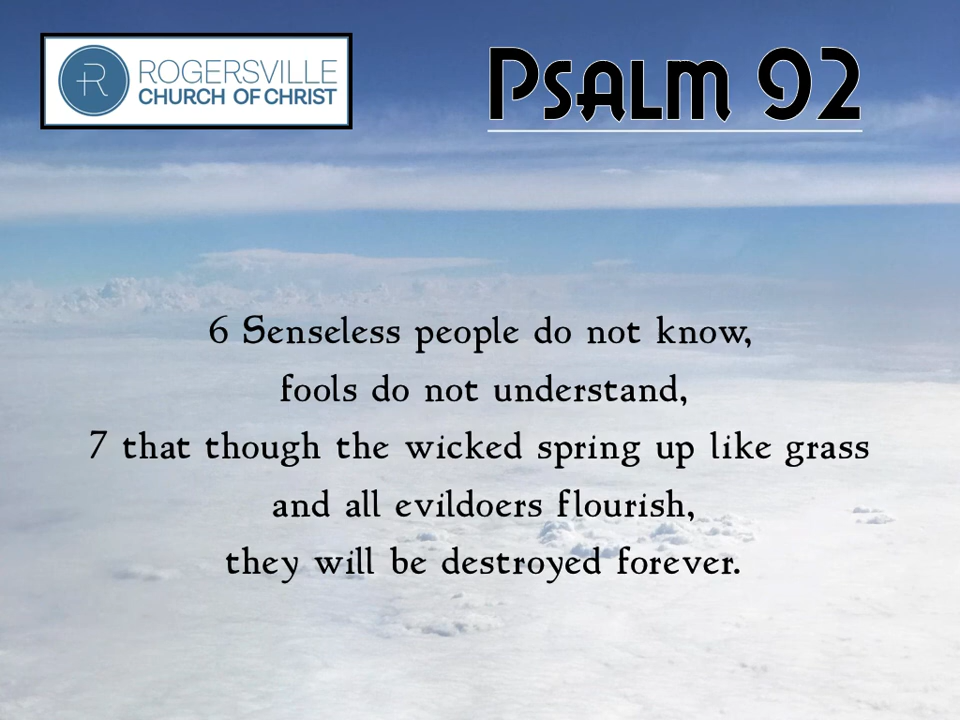 R
ROGERSVILLE
CHURCH OF CHRIST
Psalm 92
6 Senseless people do not know,
fools do not understand,
7 that though the wicked spring up like grass
and all evildoers flourish,
they will be destroyed forever.